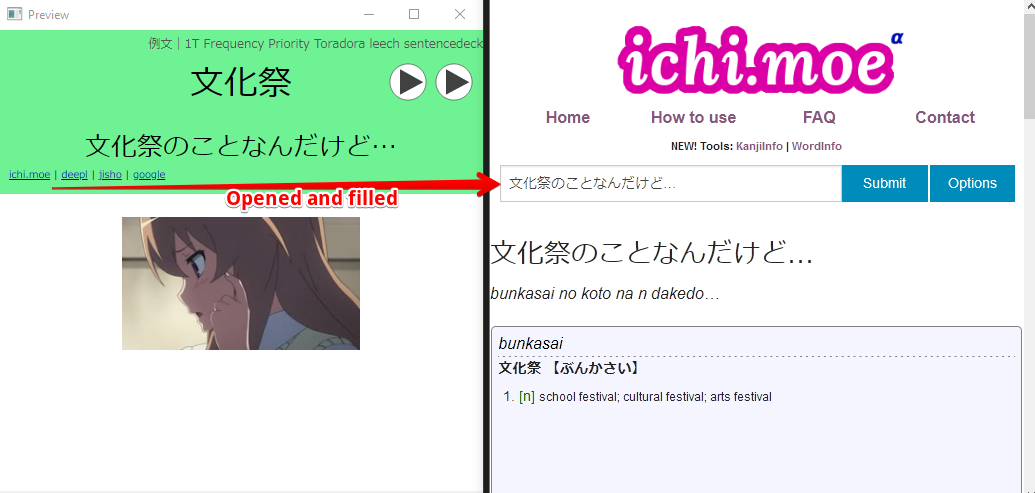 Preview
例文 | 1T Frequency Priority Toradora leech sentencedeck
文化祭
文化祭のことなんだけど…
ichi.moe | deepl | jisho | google
Opened and filled
ichi.moe α
Home How to use FAQ Contact
NEW! Tools: KanjiInfo | WordInfo
文化祭のことなんだけど… Submit Options
文化祭のことなんだけど…
bunkasai no koto na n dakedo…
bunkasai
文化祭 【ぶんかさい】
1. [n] school festival; cultural festival; arts festival